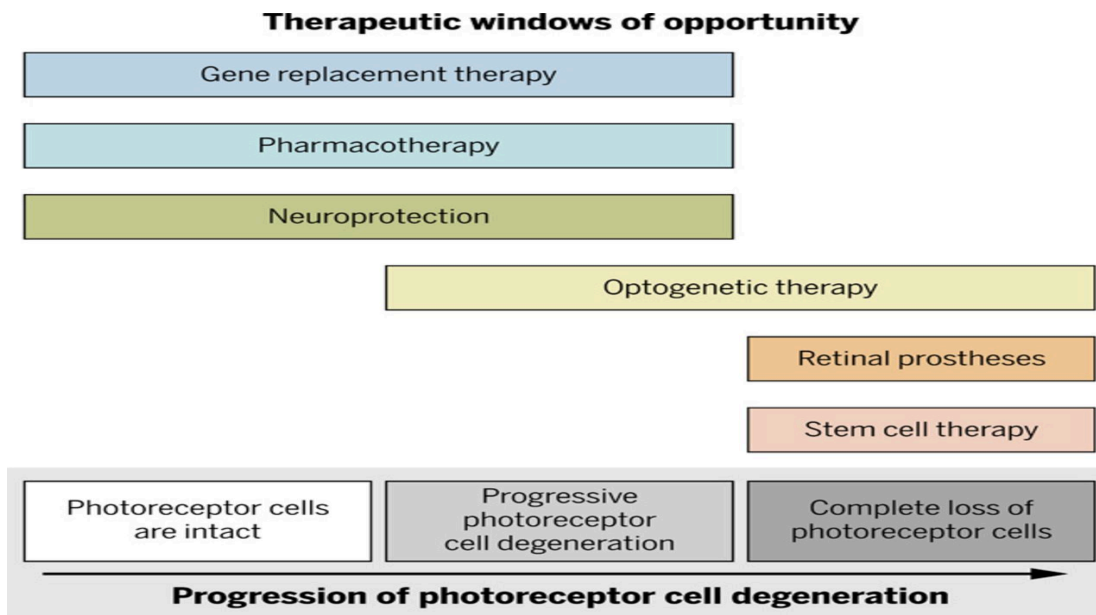 Therapeutic windows of opportunity
Gene replacement therapy
Pharmacotherapy
Neuroprotection
Optogenetic therapy
Retinal prostheses
Stem cell therapy
Photoreceptor cells
are intact
Progressive
photoreceptor
cell degeneration
Complete loss of
photoreceptor cells
Progression of photoreceptor cell degeneration